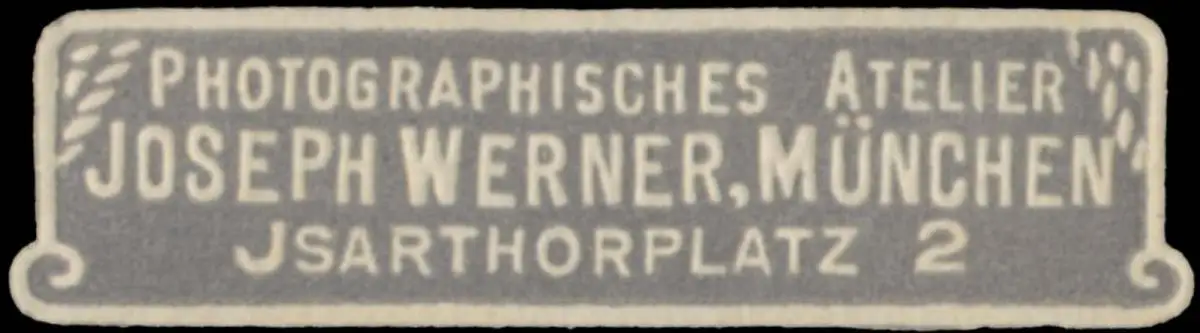 PHOTOGRAPHISCHES ATELIER
JOSEPH WERNER, MÜNCHEN
JSARTHORPLATZ 2